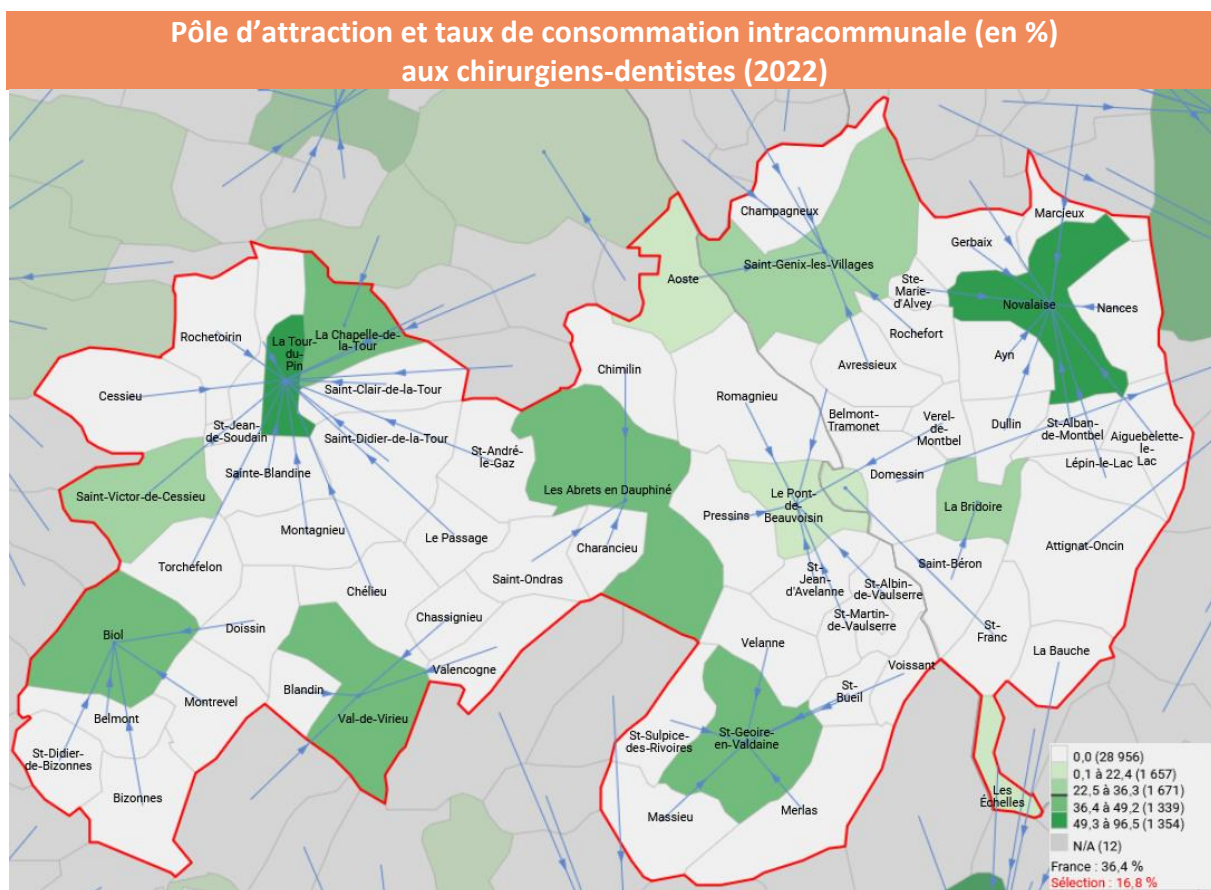 Pôle d'attraction et taux de consommation intracommunale (en %)
aux chirurgiens-dentistes (2022)
Champagneux
Marcieux
Gerbaix
Saint-Genix-les-Villages
Aoste
Ste-
Marie-
d'Alvey
Novalaise
Nances
Rochefort
Rochetoirin
La Chapelle-de-
la-Tour
La Tour-
du-
Pin
Ayn
Avressieux
Chimilin
Cessieu
Saint-Clair-de-la-Tour
Romagnieu
Belmont-
Tramonet
Verel-
de-
Montbel
Dullin
St-Alban-
de-Montbel
Aiguebelette-
le-
Lac
St-Jean-
de-Soudain
Saint-Didier-de-la-Tour
St-André-
le-Gaz
Lépin-le-Lac
Sainte-Blandine
Domessin
Saint-Victor-de-Cessieu
Les Abrets en Dauphiné
Le Pont-
de-
Beauvoisin
La Bridoire
Pressins
Montagnieu
Le Passage
Charancieu
Attignat-Oncin
Torchefelon
Saint-Ondras
Saint-Béron
St-
Jean-
d'Avelanne
St-Albin-
de-Vaulserre
Chélieu
St-Martin-
de-Vaulserre
Chassignieu
Biol
Doissin
St-
Franc
Velanne
La Bauche
Valencogne
Voissant
Blandin
Montrevel
St-
Bueil
Belmont
Val-de-Virieu
St-Sulpice-
des-Rivoires
St-Geoire-
en-Valdaine
St-Didier-
de-Bizonnes
Bizonnes
Massieu
Merlas
Les
Échelles
0,0 (28 956)
0,1 à 22,4 (1 657)
22,5 à 36,3 (1 671)
36,4 à 49,2 (1 339)
49,3 à 96,5 (1 354)
N/A (12)
France : 36,4 %
Sélection : 16,8 %